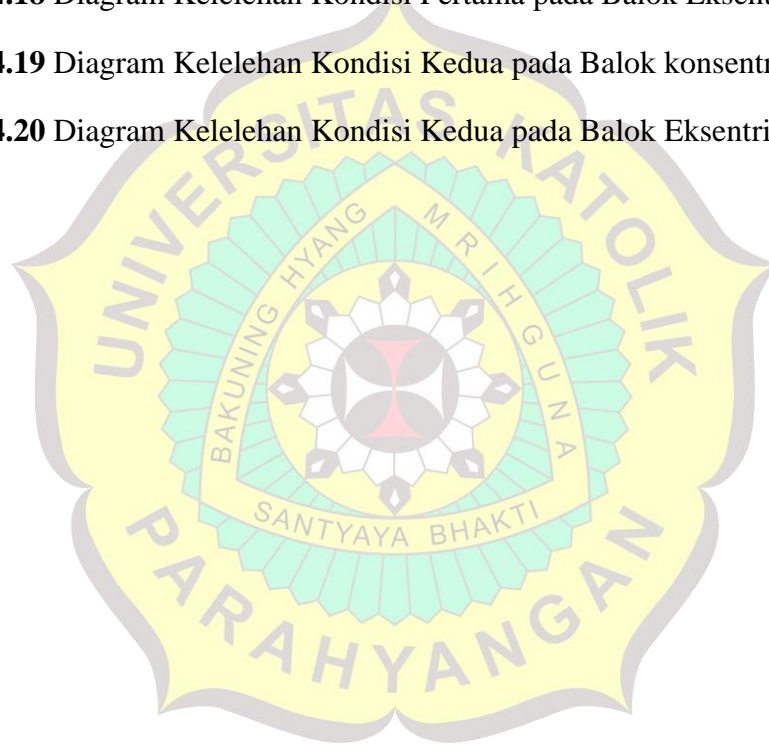 4.18 Diagram Kelelehan Kondisi Pertama pada Balok Eksent
4.19 Diagram Kelelehan Kondisi Kedua pada Balok konsentr
4.20 Diagram Kelelehan Kondisi Kedua pada Balok Eksentri
UNIVERSITAS KATOLIK
BAKUNING HYANG MRIHGUNA
SANTYAYA BHAKTI
PARAHYANGAN